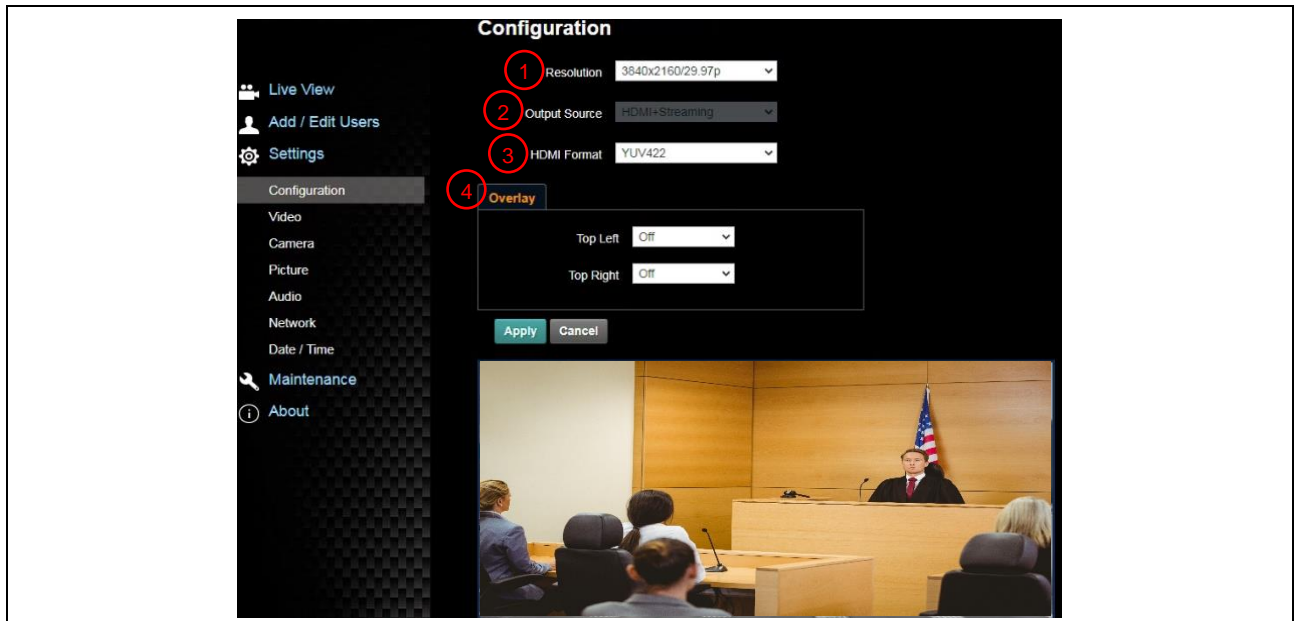 Configuration
1 Resolution 3840x2160/29.97p
2 Output Source HDMI+Streaming
3 HDMI Format YUV422
4 Overlay
Top Left Off
Top Right Off
Apply Cancel
Live View
Add / Edit Users
Settings
Configuration
Video
Camera
Picture
Audio
Network
Date / Time
Maintenance
About